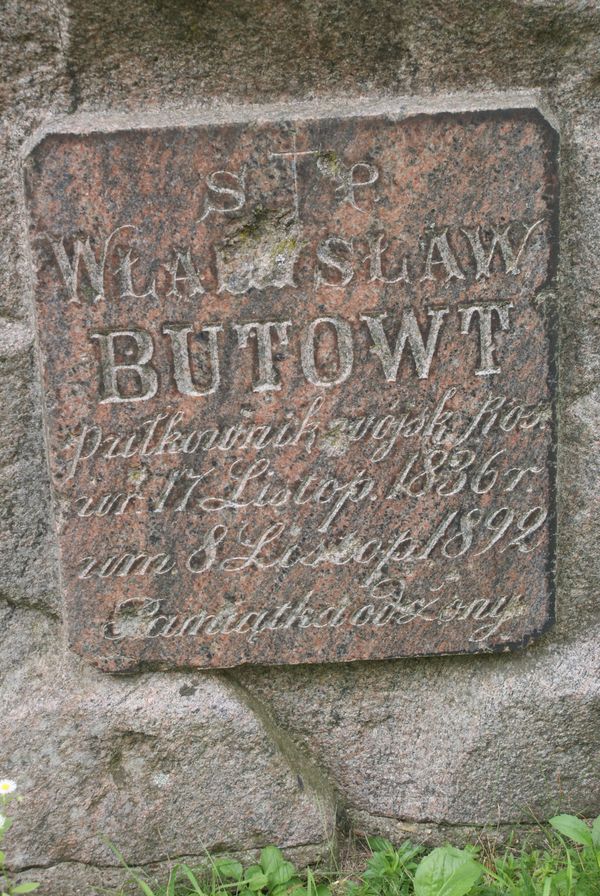 S P
WŁADYSŁAW
BUTOWT
pułkownik wojsk Ros.
ur. 17 Listop. 1836 r.
um. 8 Listop. 1892
Pamiątka od Żony